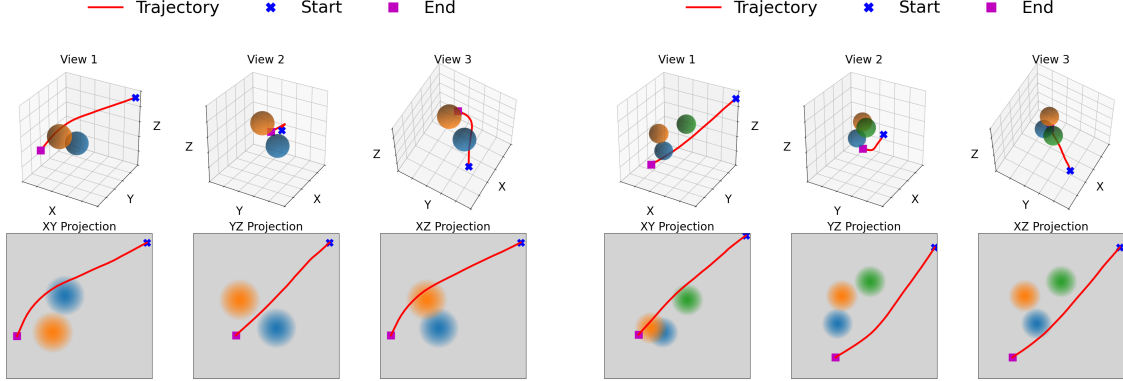 Trajectory Start End Trajectory Start End
View 1 View 2 View 3 View 1 View 2 View 3
Z Z Z Z Z Z
X Y Y X Y X X Y Y X Y X
XY Projection YZ Projection XZ Projection XY Projection YZ Projection XZ Projection